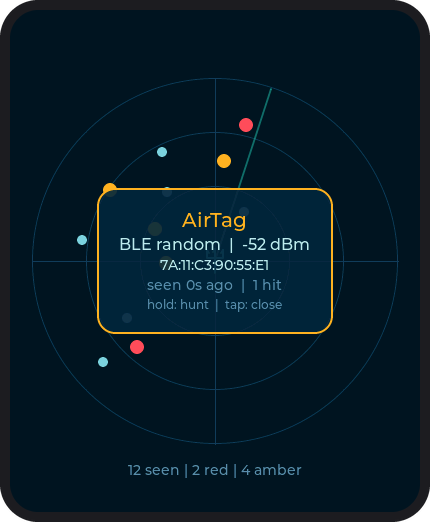 AirTag
BLE random | -52 dBm
7A:11:C3:90:55:E1
seen 0s ago | 1 hit
hold: hunt | tap: close
12 seen | 2 red | 4 amber